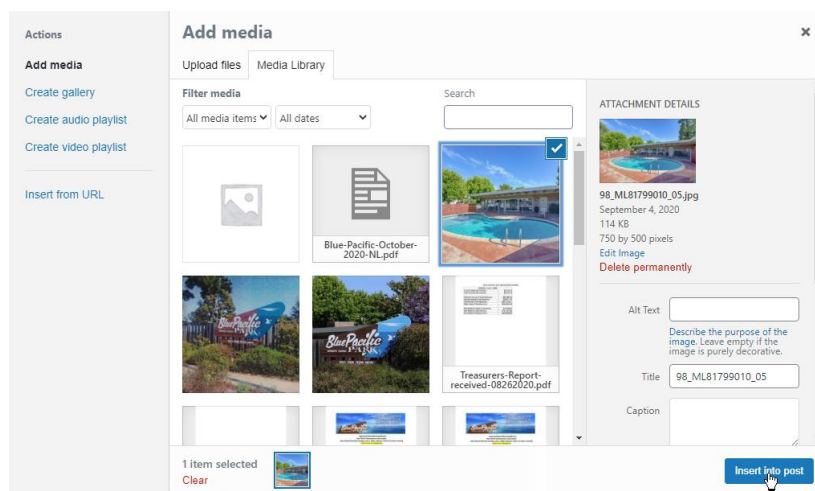 Actions
Add media
Create gallery
Create audio playlist
Create video playlist
Insert from URL
Add media
Upload files
Media Library
Filter media
All media items
All dates
Search
Blue-Pacific-October-
2020-NL.pdf
BluePacific
PARK
BluePacific
PARK
Treasurers-Report-
received-08262020.pdf
ATTACHMENT DETAILS
98_ML81799010_05.jpg
September 4, 2020
114 KB
750 by 500 pixels
Edit Image
Delete permanently
Alt Text
Describe the purpose of the
image. Leave empty if the
image is purely decorative.
Title
98_ML81799010_05
Caption
1 item selected
Clear
Insert into post